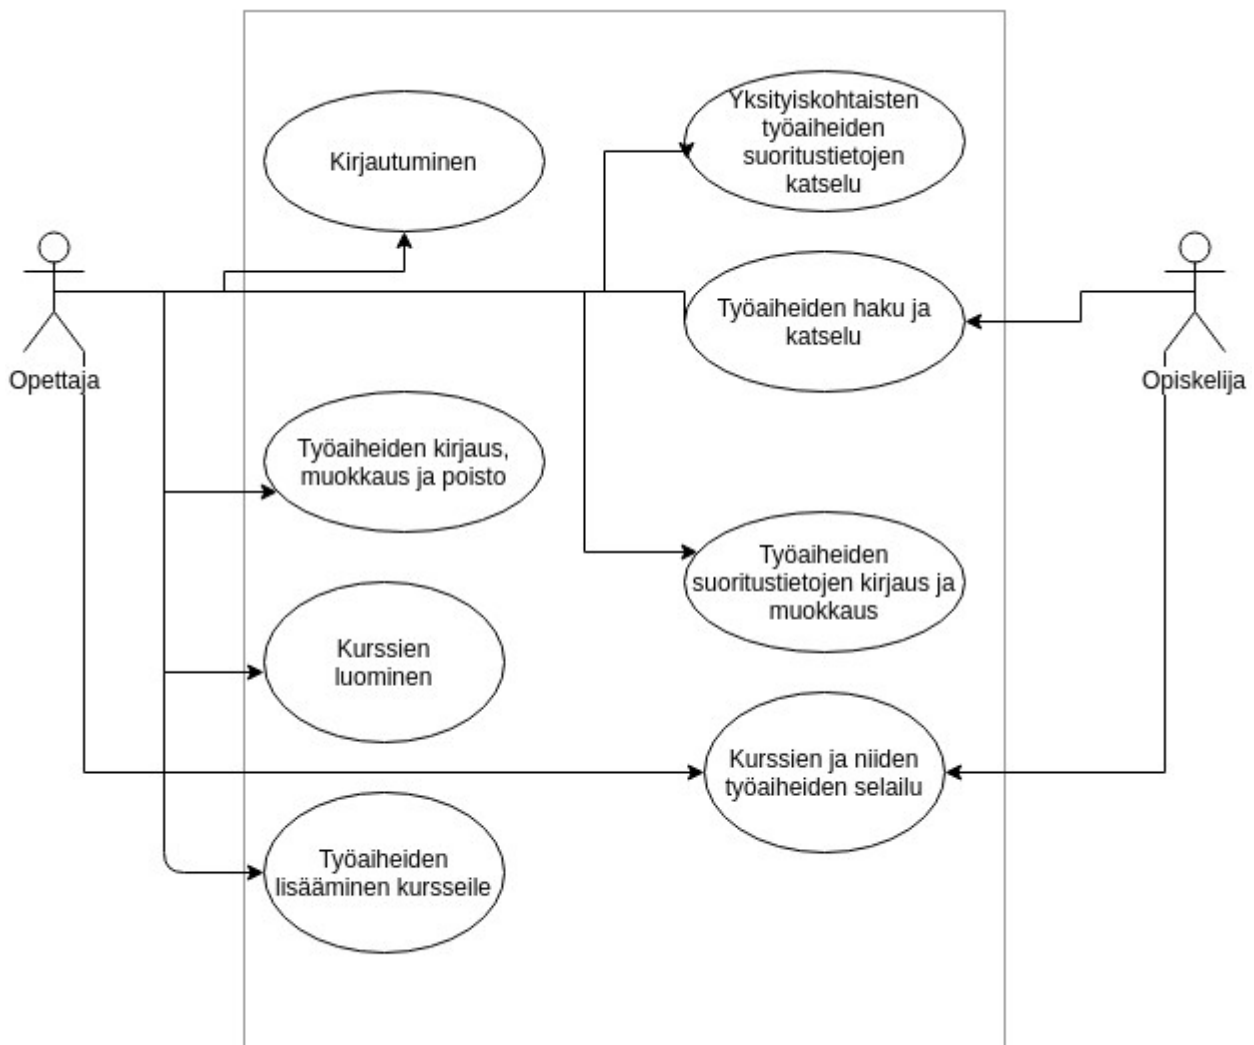 Yksityiskohtaisten
työaiheiden
suoritustietojen
katselu
Kirjautuminen
Työaiheiden haku ja
katselu
Opettaja
Opiskelija
Työaiheiden kirjaus,
muokkaus ja poisto
Työaiheiden
suoritustietojen kirjaus ja
muokkaus
Kurssien
luominen
Kurssien ja niiden
työaiheiden selailu
Työaiheiden
lisääminen kursseile